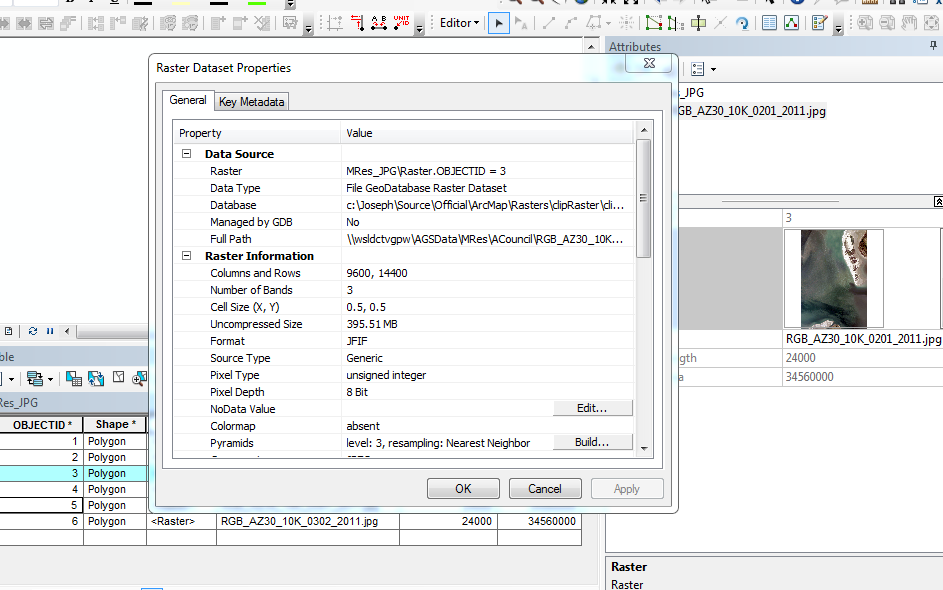 A B
UNIT
Editor
Attributes
Raster Dataset Properties
General
Key Metadata
_JPG
RGB_AZ30_10K_0201_2011.jpg
Property Value
Data Source
Raster MRes_JPG\Raster.OBJECTID = 3
Data Type File GeoDatabase Raster Dataset
Database c:\Joseph\Source\Official\ArcMap\Rasters\clipRaster\cli...
Managed by GDB No
Full Path \\wsldctvgpw\AGSData\MRes\ACouncil\RGB_AZ30_10K...
Raster Information
Columns and Rows 9600, 14400
Number of Bands 3
Cell Size (X, Y) 0.5, 0.5
Uncompressed Size 395.51 MB
Format JFIF
Source Type Generic
Pixel Type unsigned integer
Pixel Depth 8 Bit
NoData Value Edit...
Colormap absent
Pyramids level: 3, resampling: Nearest Neighbor Build...
OK Cancel Apply
3
RGB_AZ30_10K_0201_2011.jpg
gth 24000
a 34560000
ble
Res_JPG
OBJECTID * Shape *
1 Polygon
2 Polygon
3 Polygon
4 Polygon
5 Polygon
6 Polygon <Raster> RGB_AZ30_10K_0302_2011.jpg 24000 34560000
Raster
Raster